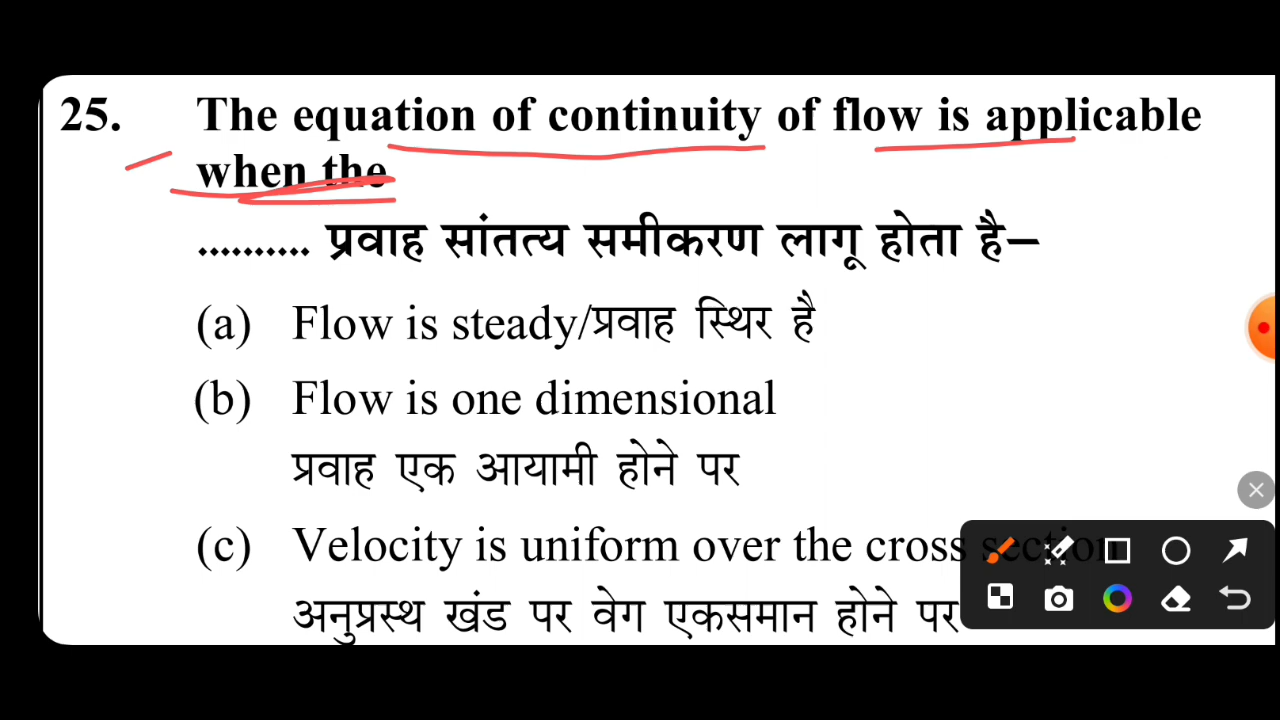 25. The equation of continuity of flow is applicable
when the
.......... प्रवाह सांतत्य समीकरण लागू होता है–
(a) Flow is steady/प्रवाह स्थिर है
(b) Flow is one dimensional
प्रवाह एक आयामी होने पर
(c) Velocity is uniform over the cross section
अनुप्रस्थ खंड पर वेग एकसमान होने पर